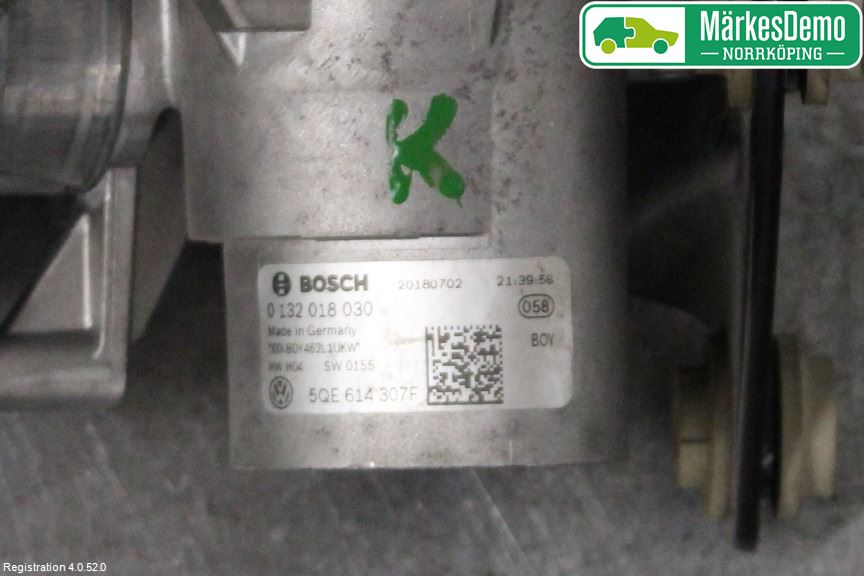 MärkesDemo
NORRKÖPING
K
BOSCH 20180702 21:39:56
0 132 018 030
058
Made in Germany
BOY
HW H04 SW 0155
5QE 614 307F
Registration 4.0.52.0